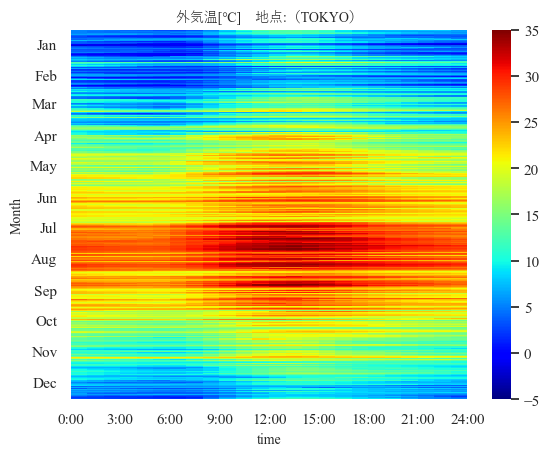 外気温[℃] 地点:（TOKYO）
Month
Jan
Feb
Mar
Apr
May
Jun
Jul
Aug
Sep
Oct
Nov
Dec
0:00 3:00 6:00 9:00 12:00 15:00 18:00 21:00 24:00
time
35
30
25
20
15
10
5
0
−5